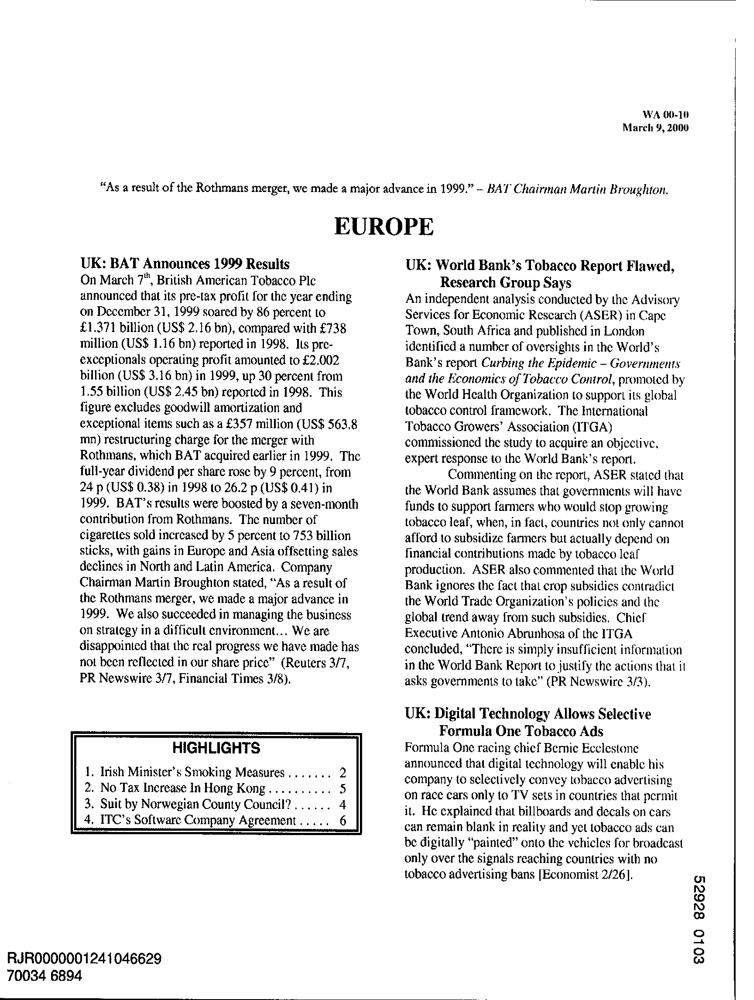 WA 00-10
March 9, 2000
“As a result of the Rothmans merger, we made a major advance in 1999.” – BAT Chairman Martin Broughton.
EUROPE
UK: BAT Announces 1999 Results
On March 7th, British American Tobacco Plc
announced that its pre-tax profit for the year ending
on December 31, 1999 soared by 86 percent to
£1.371 billion (US$ 2.16 bn), compared with £738
million (US$ 1.16 bn) reported in 1998. Its pre-
exceptionals operating profit amounted to £2.002
billion (US$ 3.16 bn) in 1999, up 30 percent from
1.55 billion (US$ 2.45 bn) reported in 1998. This
figure excludes goodwill amortization and
exceptional items such as a £357 million (US$ 563.8
mn) restructuring charge for the merger with
Rothmans, which BAT acquired earlier in 1999. The
full-year dividend per share rose by 9 percent, from
24 p (US$ 0.38) in 1998 to 26.2 p (US$ 0.41) in
1999. BAT’s results were boosted by a seven-month
contribution from Rothmans. The number of
cigarettes sold increased by 5 percent to 753 billion
sticks, with gains in Europe and Asia offsetting sales
declines in North and Latin America. Company
Chairman Martin Broughton stated, “As a result of
the Rothmans merger, we made a major advance in
1999. We also succeeded in managing the business
on strategy in a difficult environment… We are
disappointed that the real progress we have made has
not been reflected in our share price” (Reuters 3/7,
PR Newswire 3/7, Financial Times 3/8).
HIGHLIGHTS
1. Irish Minister’s Smoking Measures . . . . . . . 2
2. No Tax Increase In Hong Kong . . . . . . . . . . 5
3. Suit by Norwegian County Council? . . . . . . 4
4. ITC’s Software Company Agreement . . . . . 6
UK: World Bank’s Tobacco Report Flawed,
Research Group Says
An independent analysis conducted by the Advisory
Services for Economic Research (ASER) in Cape
Town, South Africa and published in London
identified a number of oversights in the World’s
Bank’s report Curbing the Epidemic – Governments
and the Economics of Tobacco Control, promoted by
the World Health Organization to support its global
tobacco control framework. The International
Tobacco Growers’ Association (ITGA)
commissioned the study to acquire an objective,
expert response to the World Bank’s report.
Commenting on the report, ASER stated that
the World Bank assumes that governments will have
funds to support farmers who would stop growing
tobacco leaf, when, in fact, countries not only cannot
afford to subsidize farmers but actually depend on
financial contributions made by tobacco leaf
production. ASER also commented that the World
Bank ignores the fact that crop subsidies contradict
the World Trade Organization’s policies and the
global trend away from such subsidies. Chief
Executive Antonio Abrunhosa of the ITGA
concluded, “There is simply insufficient information
in the World Bank Report to justify the actions that it
asks governments to take” (PR Newswire 3/3).
UK: Digital Technology Allows Selective
Formula One Tobacco Ads
Formula One racing chief Bernie Ecclestone
announced that digital technology will enable his
company to selectively convey tobacco advertising
on race cars only to TV sets in countries that permit
it. He explained that billboards and decals on cars
can remain blank in reality and yet tobacco ads can
be digitally “painted” onto the vehicles for broadcast
only over the signals reaching countries with no
tobacco advertising bans [Economist 2/26].
52928 0103
RJR0000001241046629
70034 6894